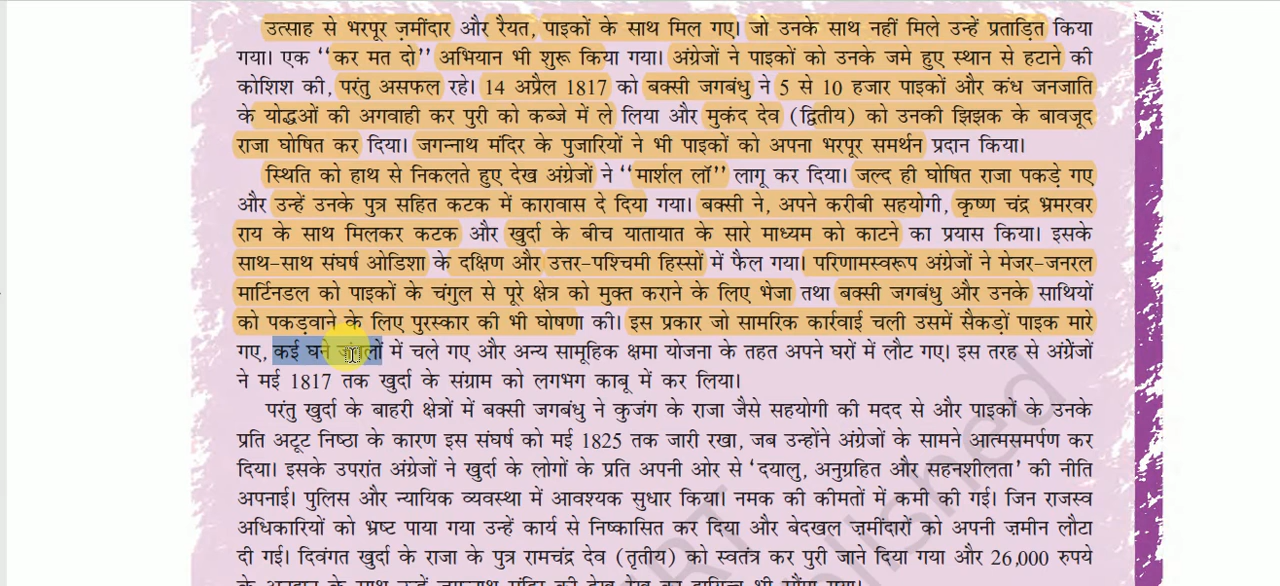 उत्साह से भरपूर ज़मींदार और रैयत, पाइकों के साथ मिल गए। जो उनके साथ नहीं मिले उन्हें प्रताड़ित किया
गया। एक ‘‘कर मत दो’’ अभियान भी शुरू किया गया। अंग्रेजों ने पाइकों को उनके जमे हुए स्थान से हटाने की
कोशिश की, परंतु असफल रहे। 14 अप्रैल 1817 को बक्सी जगबंधु ने 5 से 10 हजार पाइकों और कंध जनजाति
के योद्धओं की अगवाही कर पुरी को कब्जे में ले लिया और मुकंद देव (द्वितीय) को उनकी झिझक के बावजूद
राजा घोषित कर दिया। जगन्नाथ मंदिर के पुजारियों ने भी पाइकों को अपना भरपूर समर्थन प्रदान किया।
स्थिति को हाथ से निकलते हुए देख अंग्रेजों ने ‘‘मार्शल लॉ’’ लागू कर दिया। जल्द ही घोषित राजा पकड़े गए
और उन्हें उनके पुत्र सहित कटक में कारावास दे दिया गया। बक्सी ने, अपने करीबी सहयोगी, कृष्ण चंद्र भ्रमरवर
राय के साथ मिलकर कटक और खुर्दा के बीच यातायात के सारे माध्यम को काटने का प्रयास किया। इसके
साथ-साथ संघर्ष ओडिशा के दक्षिण और उत्तर-पश्चिमी हिस्सों में फैल गया। परिणामस्वरूप अंग्रेजों ने मेजर-जनरल
मार्टिनडल को पाइकों के चंगुल से पूरे क्षेत्र को मुक्त कराने के लिए भेजा तथा बक्सी जगबंधु और उनके साथियों
को पकड़वाने के लिए पुरस्कार की भी घोषणा की। इस प्रकार जो सामरिक कार्रवाई चली उसमें सैकड़ों पाइक मारे
गए, कई घने जंगलों में चले गए और अन्य सामूहिक क्षमा योजना के तहत अपने घरों में लौट गए। इस तरह से अंग्रेजों
ने मई 1817 तक खुर्दा के संग्राम को लगभग काबू में कर लिया।
परंतु खुर्दा के बाहरी क्षेत्रों में बक्सी जगबंधु ने कुजंग के राजा जैसे सहयोगी की मदद से और पाइकों के उनके
प्रति अटूट निष्ठा के कारण इस संघर्ष को मई 1825 तक जारी रखा, जब उन्होंने अंग्रेजों के सामने आत्मसमर्पण कर
दिया। इसके उपरांत अंग्रेजों ने खुर्दा के लोगों के प्रति अपनी ओर से ‘दयालु, अनुग्रहित और सहनशीलता’ की नीति
अपनाई। पुलिस और न्यायिक व्यवस्था में आवश्यक सुधार किया। नमक की कीमतों में कमी की गई। जिन राजस्व
अधिकारियों को भ्रष्ट पाया गया उन्हें कार्य से निष्कासित कर दिया और बेदखल ज़मींदारों को अपनी ज़मीन लौटा
दी गई। दिवंगत खुर्दा के राजा के पुत्र रामचंद्र देव (तृतीय) को स्वतंत्र कर पुरी जाने दिया गया और 26,000 रुपये